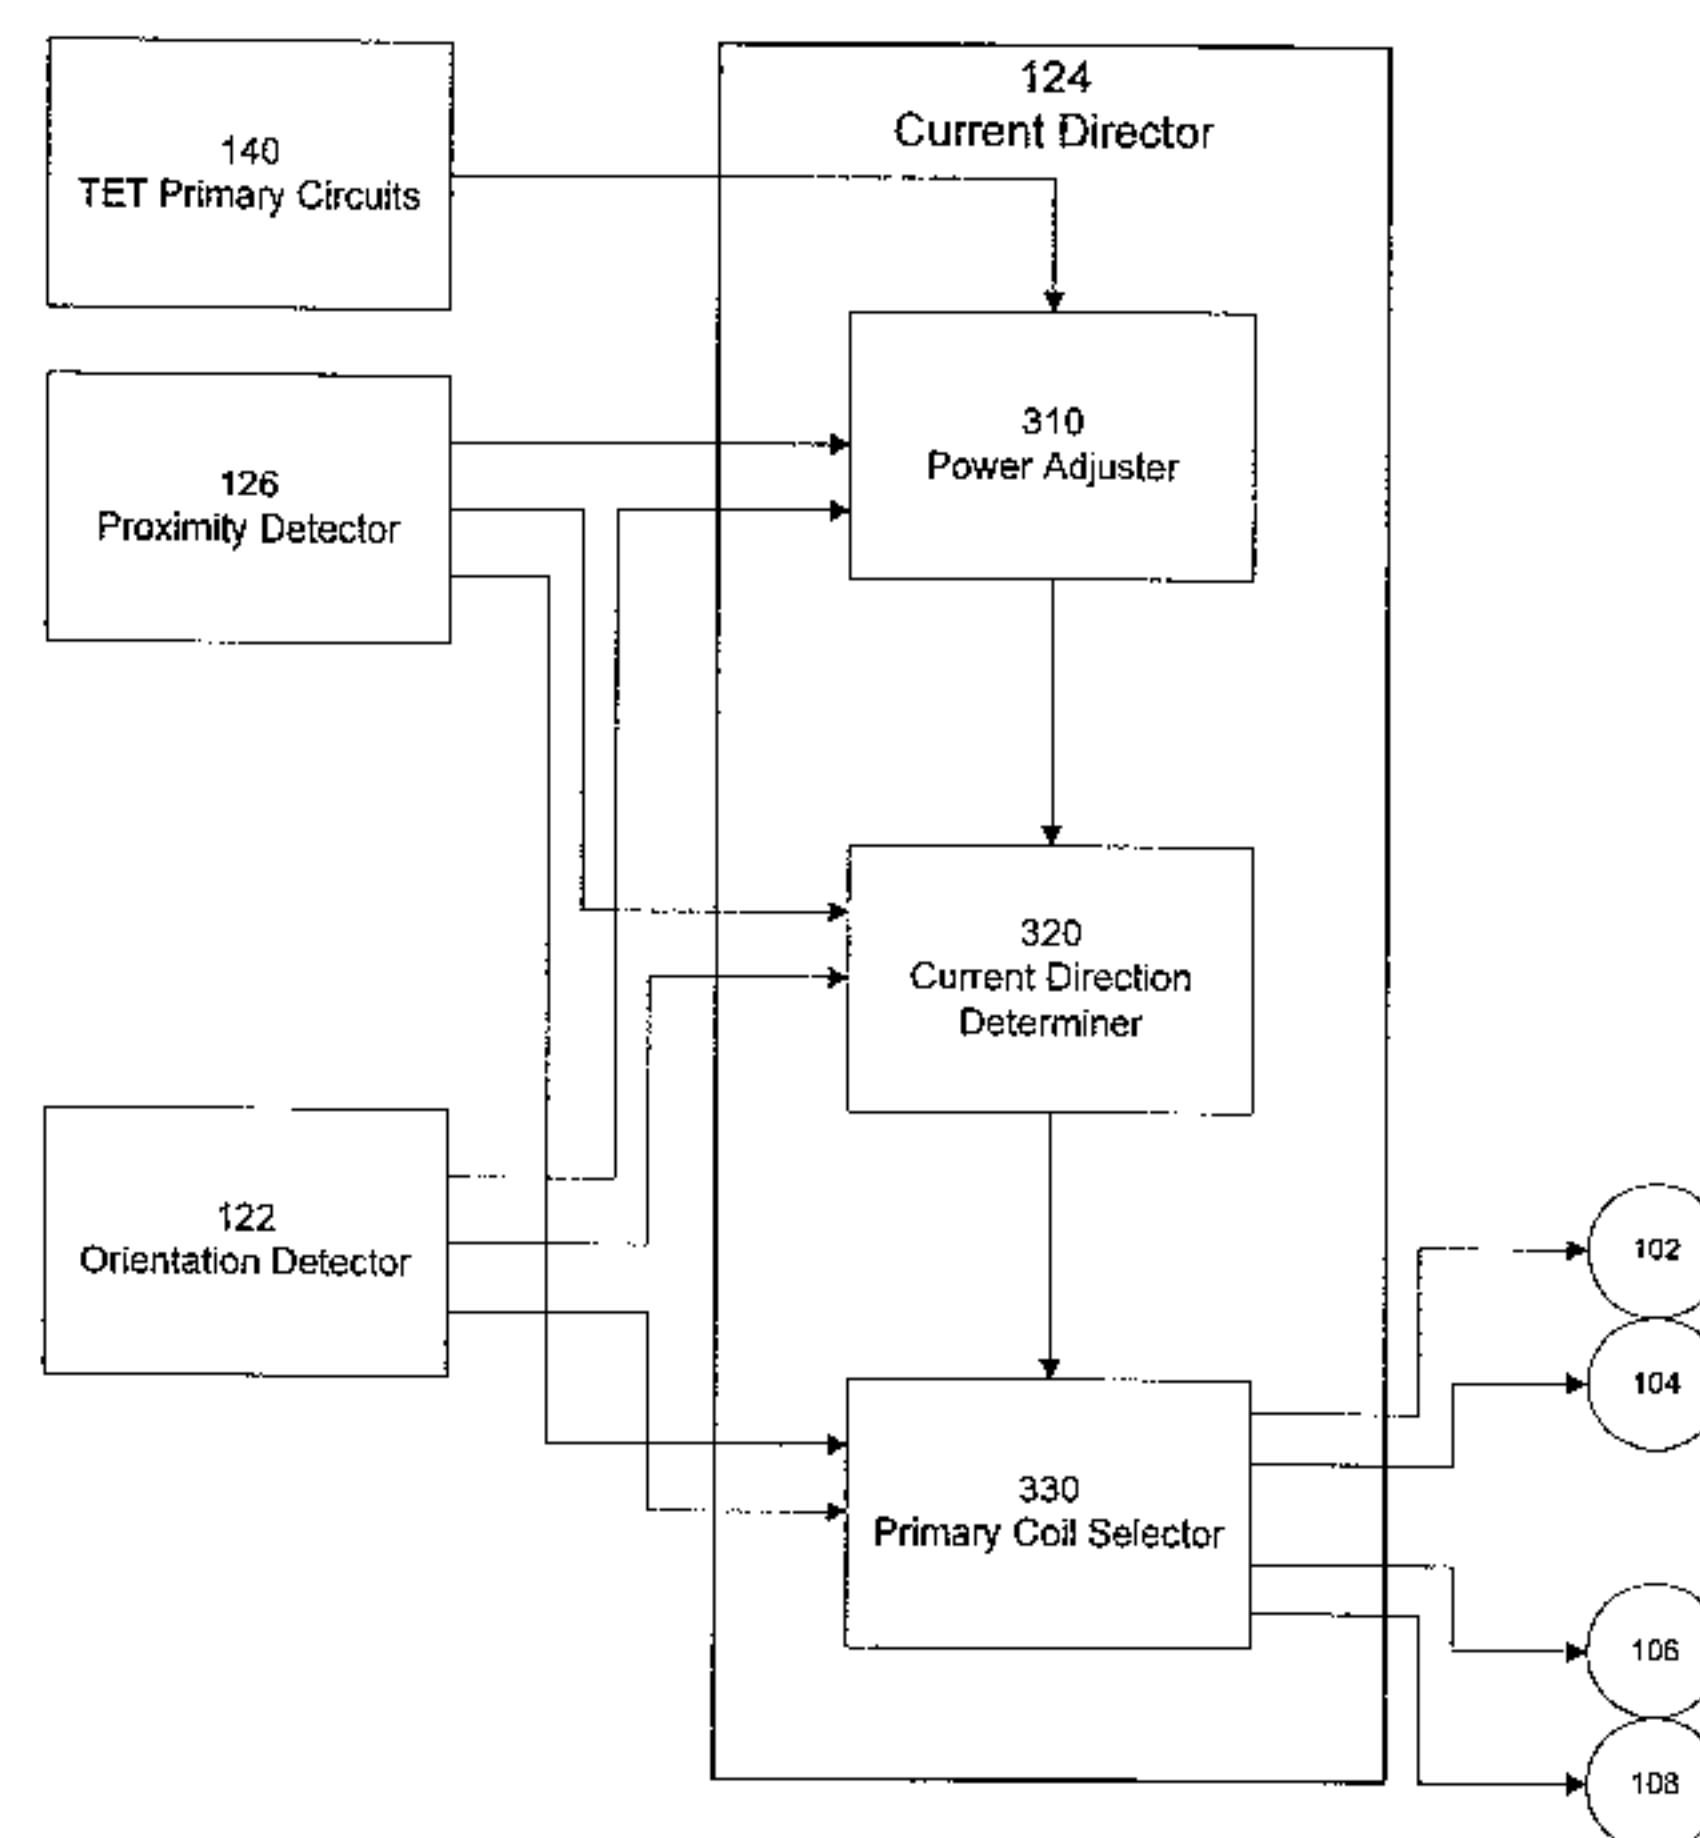 124
Current Director
140
TET Primary Circuits
310
Power Adjuster
126
Proximity Detector
320
Current Direction
Determiner
122
Orientation Detector
102
104
330
Primary Coil Selector
106
108